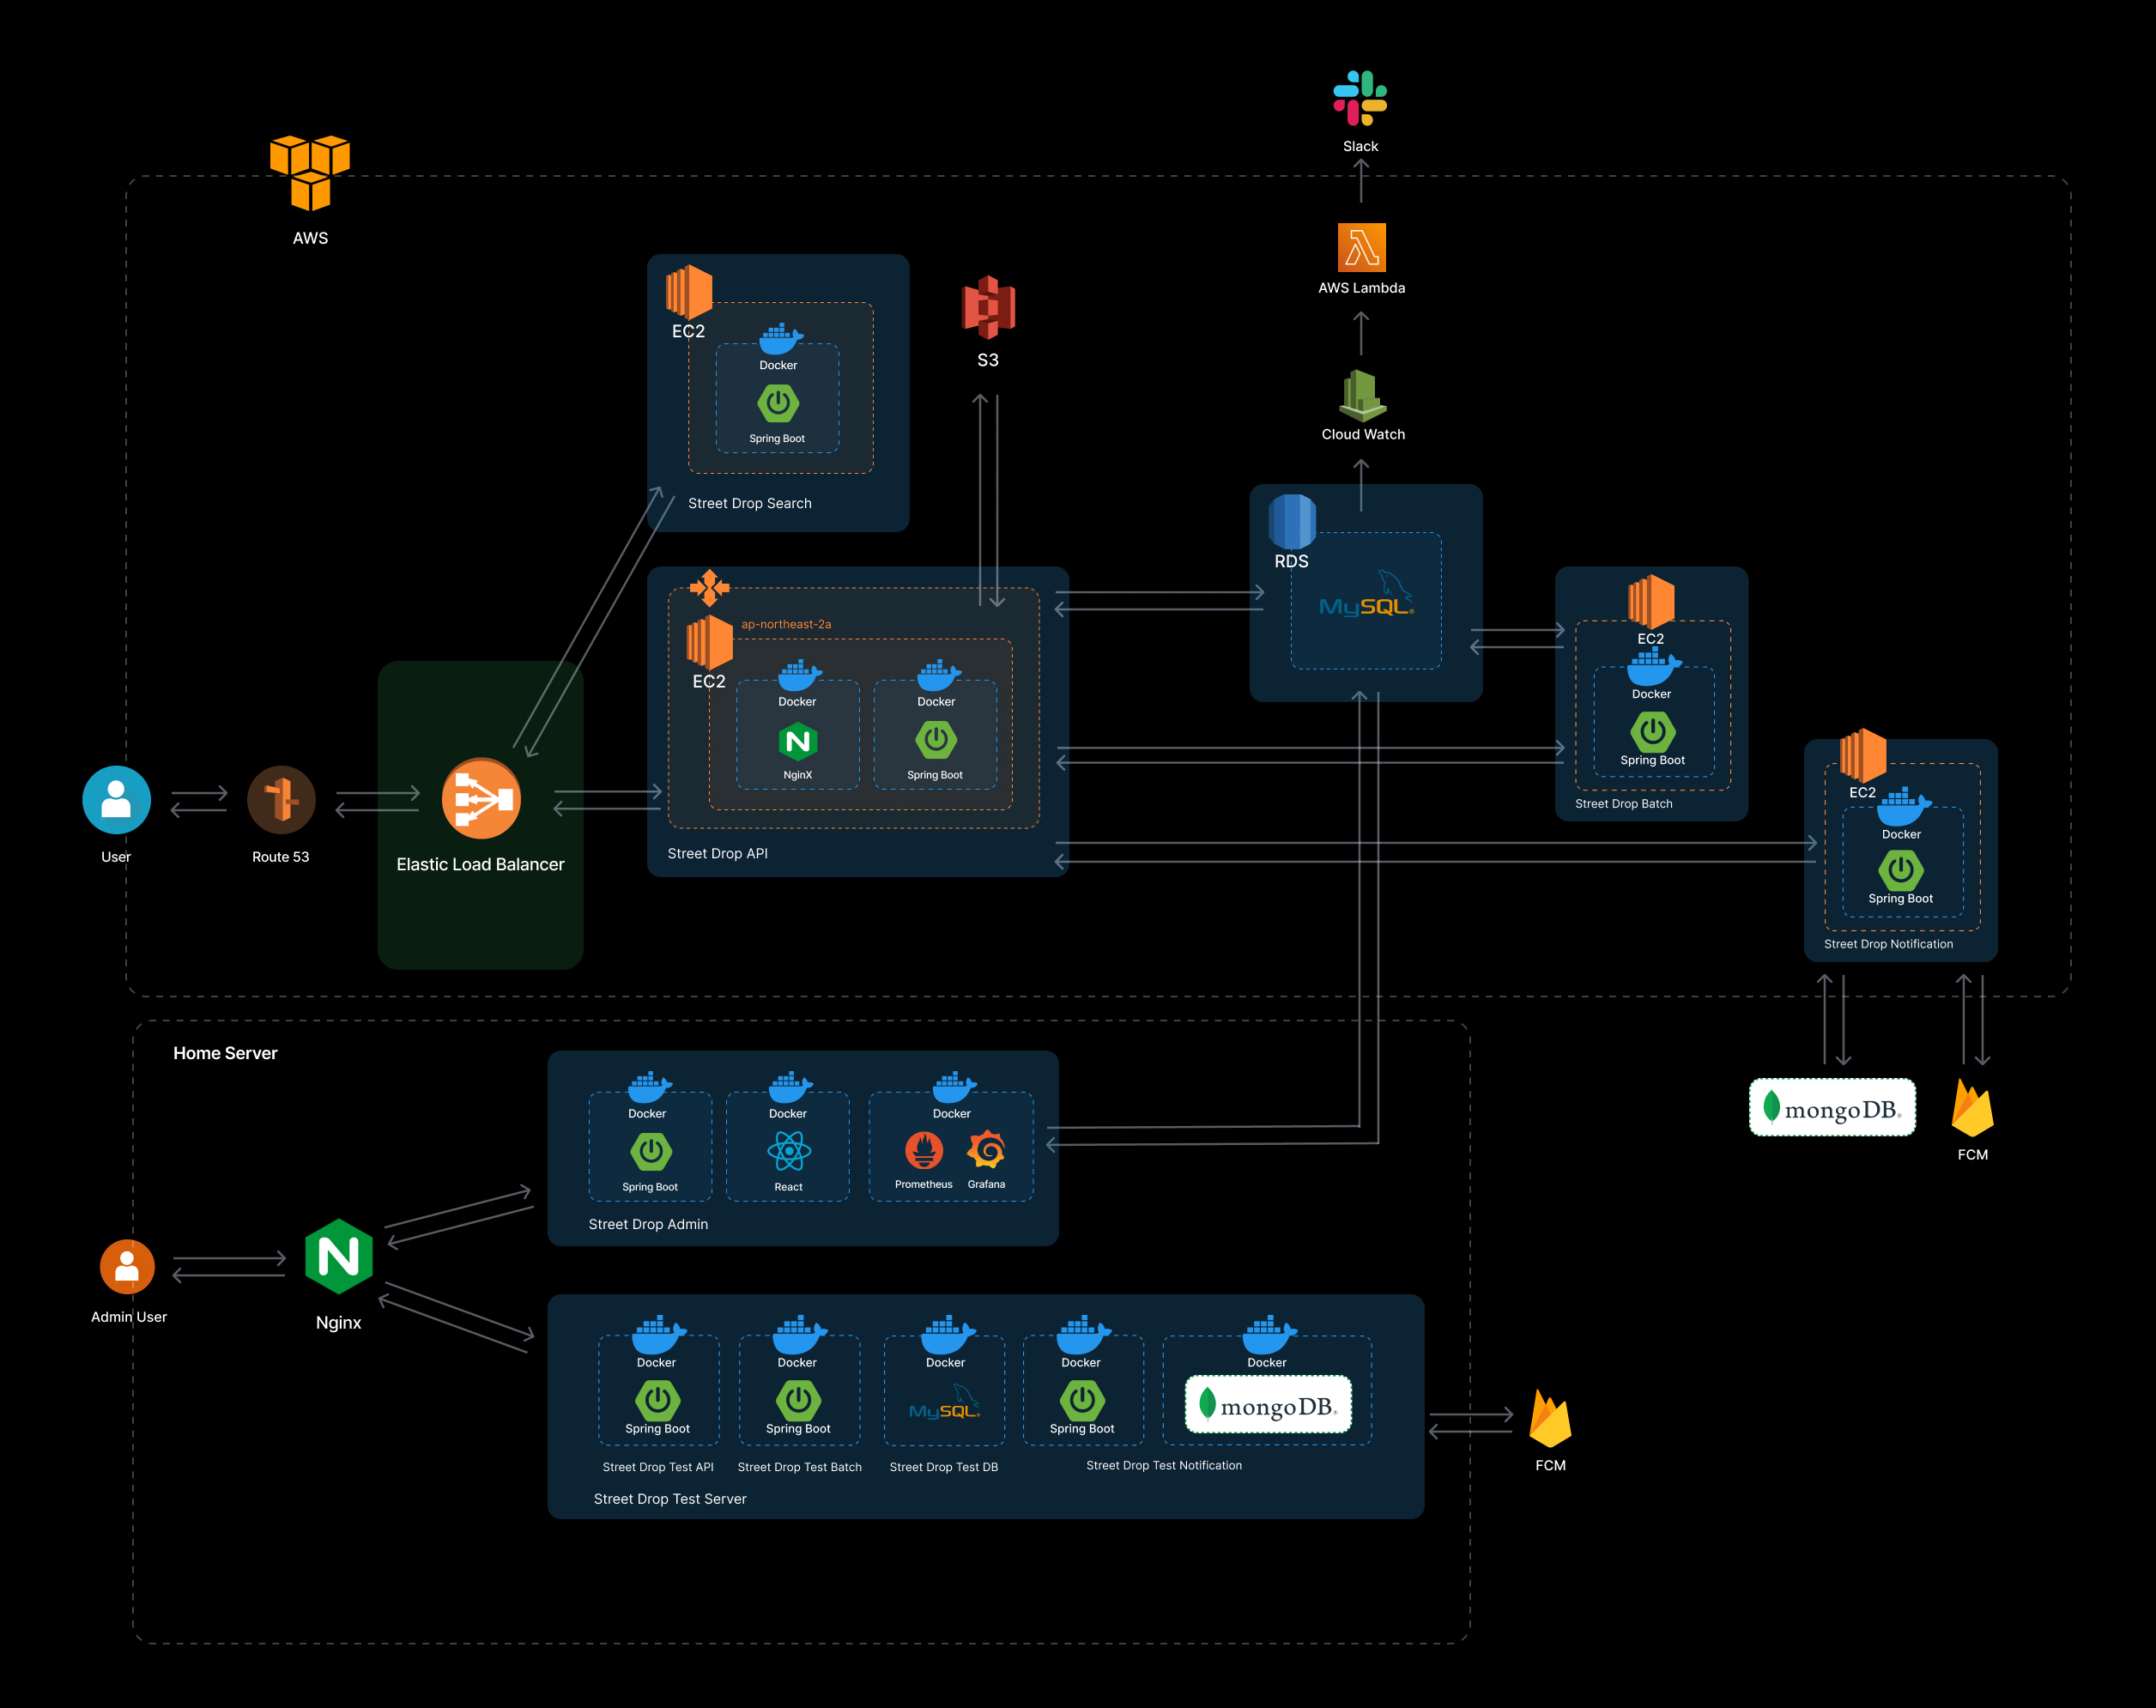 Slack
AWS
AWS Lambda
EC2
Docker
Spring Boot
Street Drop Search
S3
Cloud Watch
RDS
MySQL®
ap-northeast-2a
EC2
Docker
NginX
Docker
Spring Boot
Street Drop API
EC2
Docker
Spring Boot
Street Drop Batch
EC2
Docker
Spring Boot
Street Drop Notification
User
Route 53
Elastic Load Balancer
mongoDB®
FCM
Home Server
Docker
Spring Boot
Docker
React
Docker
Prometheus
Grafana
Street Drop Admin
Admin User
Nginx
Docker
Spring Boot
Street Drop Test API
Docker
Spring Boot
Street Drop Test Batch
Docker
MySQL®
Street Drop Test DB
Docker
Spring Boot
Docker
mongoDB®
Street Drop Test Notification
Street Drop Test Server
FCM